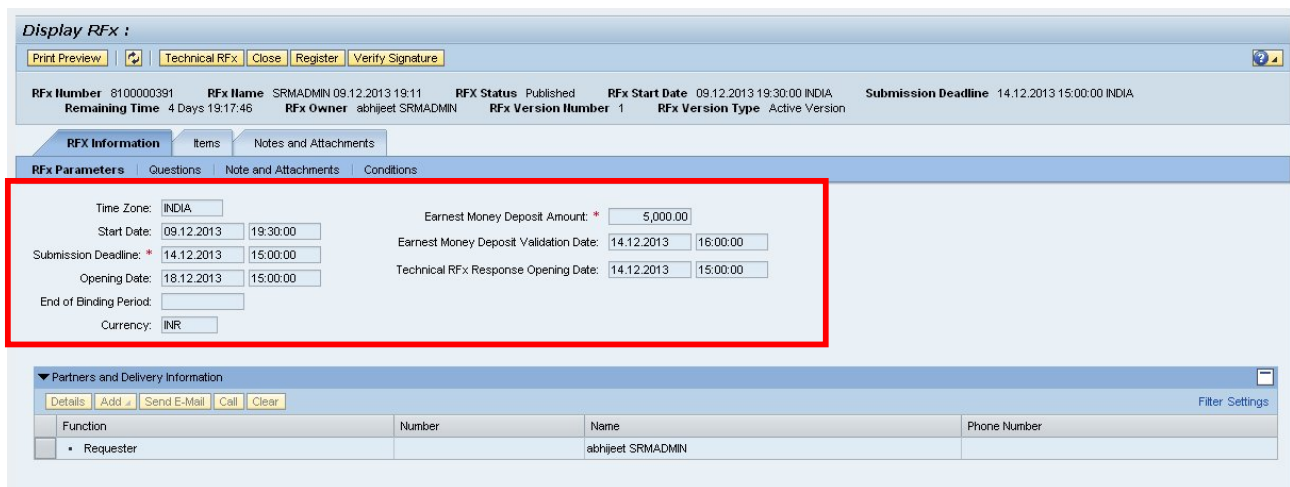 Display RFx :
Print Preview Technical RFx Close Register Verify Signature
RFx Number 8100000391 RFx Name SRMADMIN 09.12.2013 19:11 RFX Status Published RFx Start Date 09.12.2013 19:30:00 INDIA Submission Deadline 14.12.2013 15:00:00 INDIA
Remaining Time 4 Days 19:17:46 RFx Owner abhijeet SRMADMIN RFx Version Number 1 RFx Version Type Active Version
RFX Information Items Notes and Attachments
RFx Parameters Questions Note and Attachments Conditions
Time Zone: INDIA
Start Date: 09.12.2013 19:30:00
Submission Deadline: * 14.12.2013 15:00:00
Opening Date: 18.12.2013 15:00:00
End of Binding Period:
Currency: INR
Earnest Money Deposit Amount: * 5,000.00
Earnest Money Deposit Validation Date: 14.12.2013 16:00:00
Technical RFx Response Opening Date: 14.12.2013 15:00:00
Partners and Delivery Information
Details Add Send E-Mail Call Clear Filter Settings
Function Number Name Phone Number
• Requester abhijeet SRMADMIN